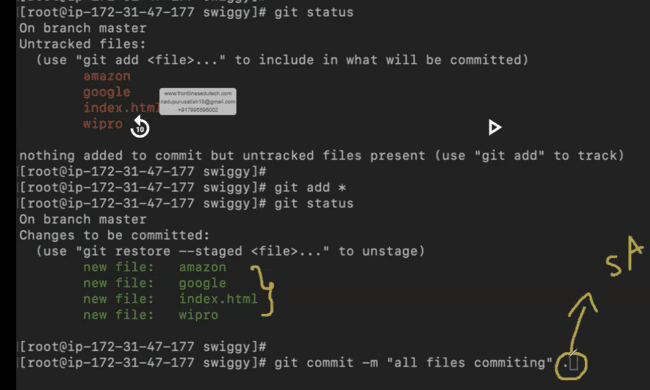 [root@ip-172-31-47-177 swiggy]# git status
On branch master
Untracked files:
(use "git add <file>..." to include in what will be committed)
amazon
google
www.frontlinesedutech.com
index.html
wipro
10
nothing added to commit but untracked files present (use "git add" to track)
[root@ip-172-31-47-177 swiggy]#
[root@ip-172-31-47-177 swiggy]# git add *
[root@ip-172-31-47-177 swiggy]# git status
On branch master
Changes to be committed:
(use "git restore --staged <file>..." to unstage)
new file: amazon
new file: google
new file: index.html
new file: wipro
SA
[root@ip-172-31-47-177 swiggy]#
[root@ip-172-31-47-177 swiggy]# git commit -m "all files commiting" .